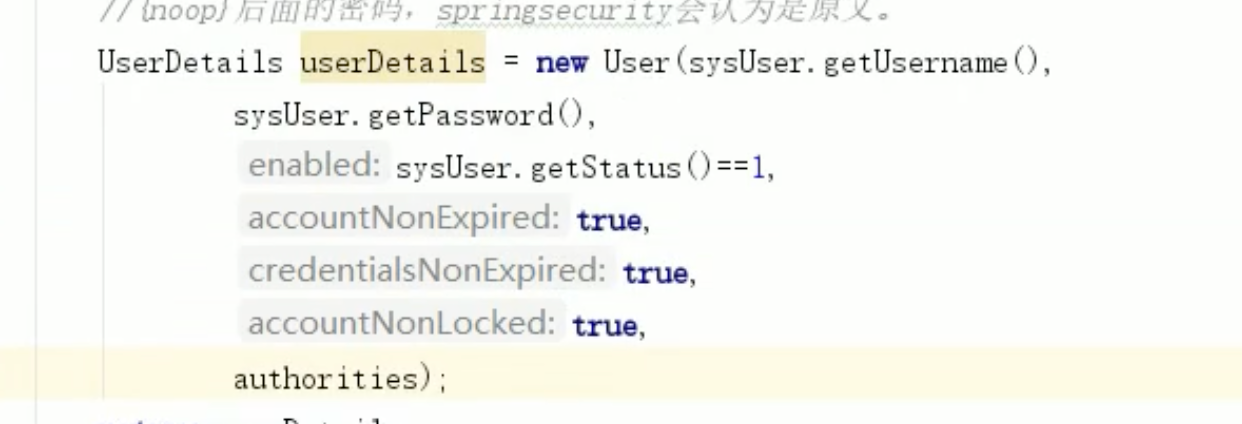 //{noop}后面的密码，springsecurity会认为是原文。
UserDetails userDetails = new User(sysUser.getUsername(),
sysUser.getPassword(),
enabled: sysUser.getStatus()==1,
accountNonExpired: true,
credentialsNonExpired: true,
accountNonLocked: true,
authorities);